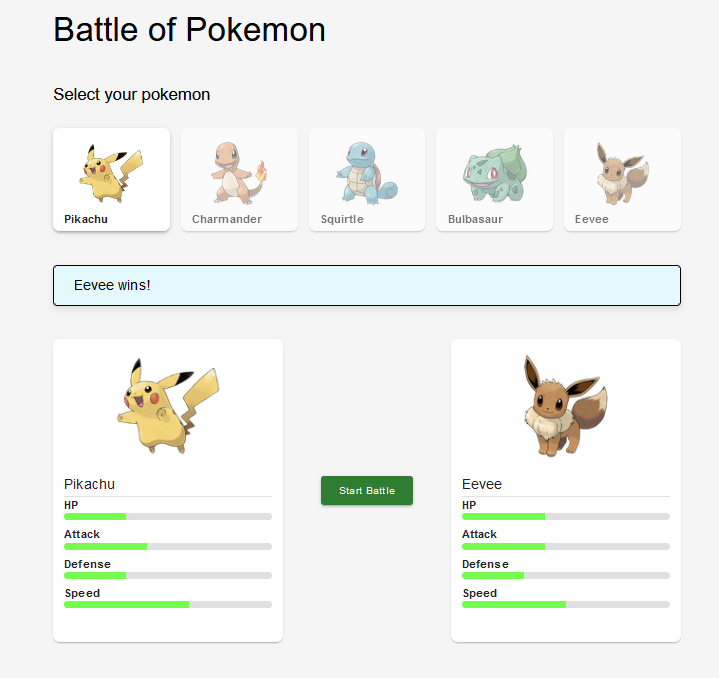 Battle of Pokemon
Select your pokemon
Pikachu
Charmander
Squirtle
Bulbasaur
Eevee
Eevee wins!
Pikachu
HP
Attack
Defense
Speed
Start Battle
Eevee
HP
Attack
Defense
Speed